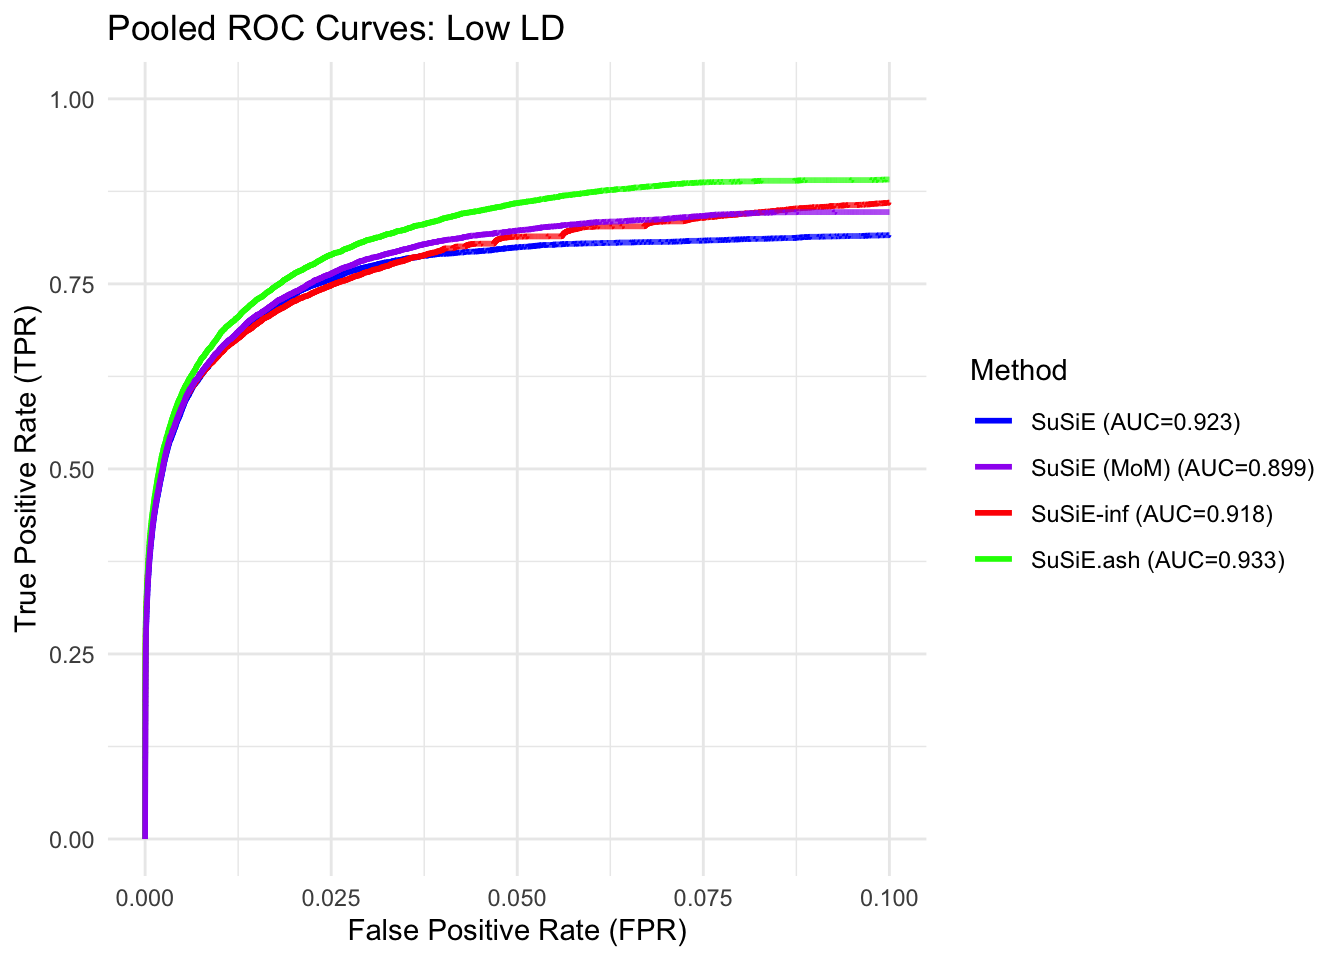 Pooled ROC Curves: Low LD
True Positive Rate (TPR)
1.00
0.75
0.50
0.25
0.00
0.000
0.025
0.050
0.075
0.100
False Positive Rate (FPR)
Method
SuSiE (AUC=0.923)
SuSiE (MoM) (AUC=0.899)
SuSiE-inf (AUC=0.918)
SuSiE.ash (AUC=0.933)